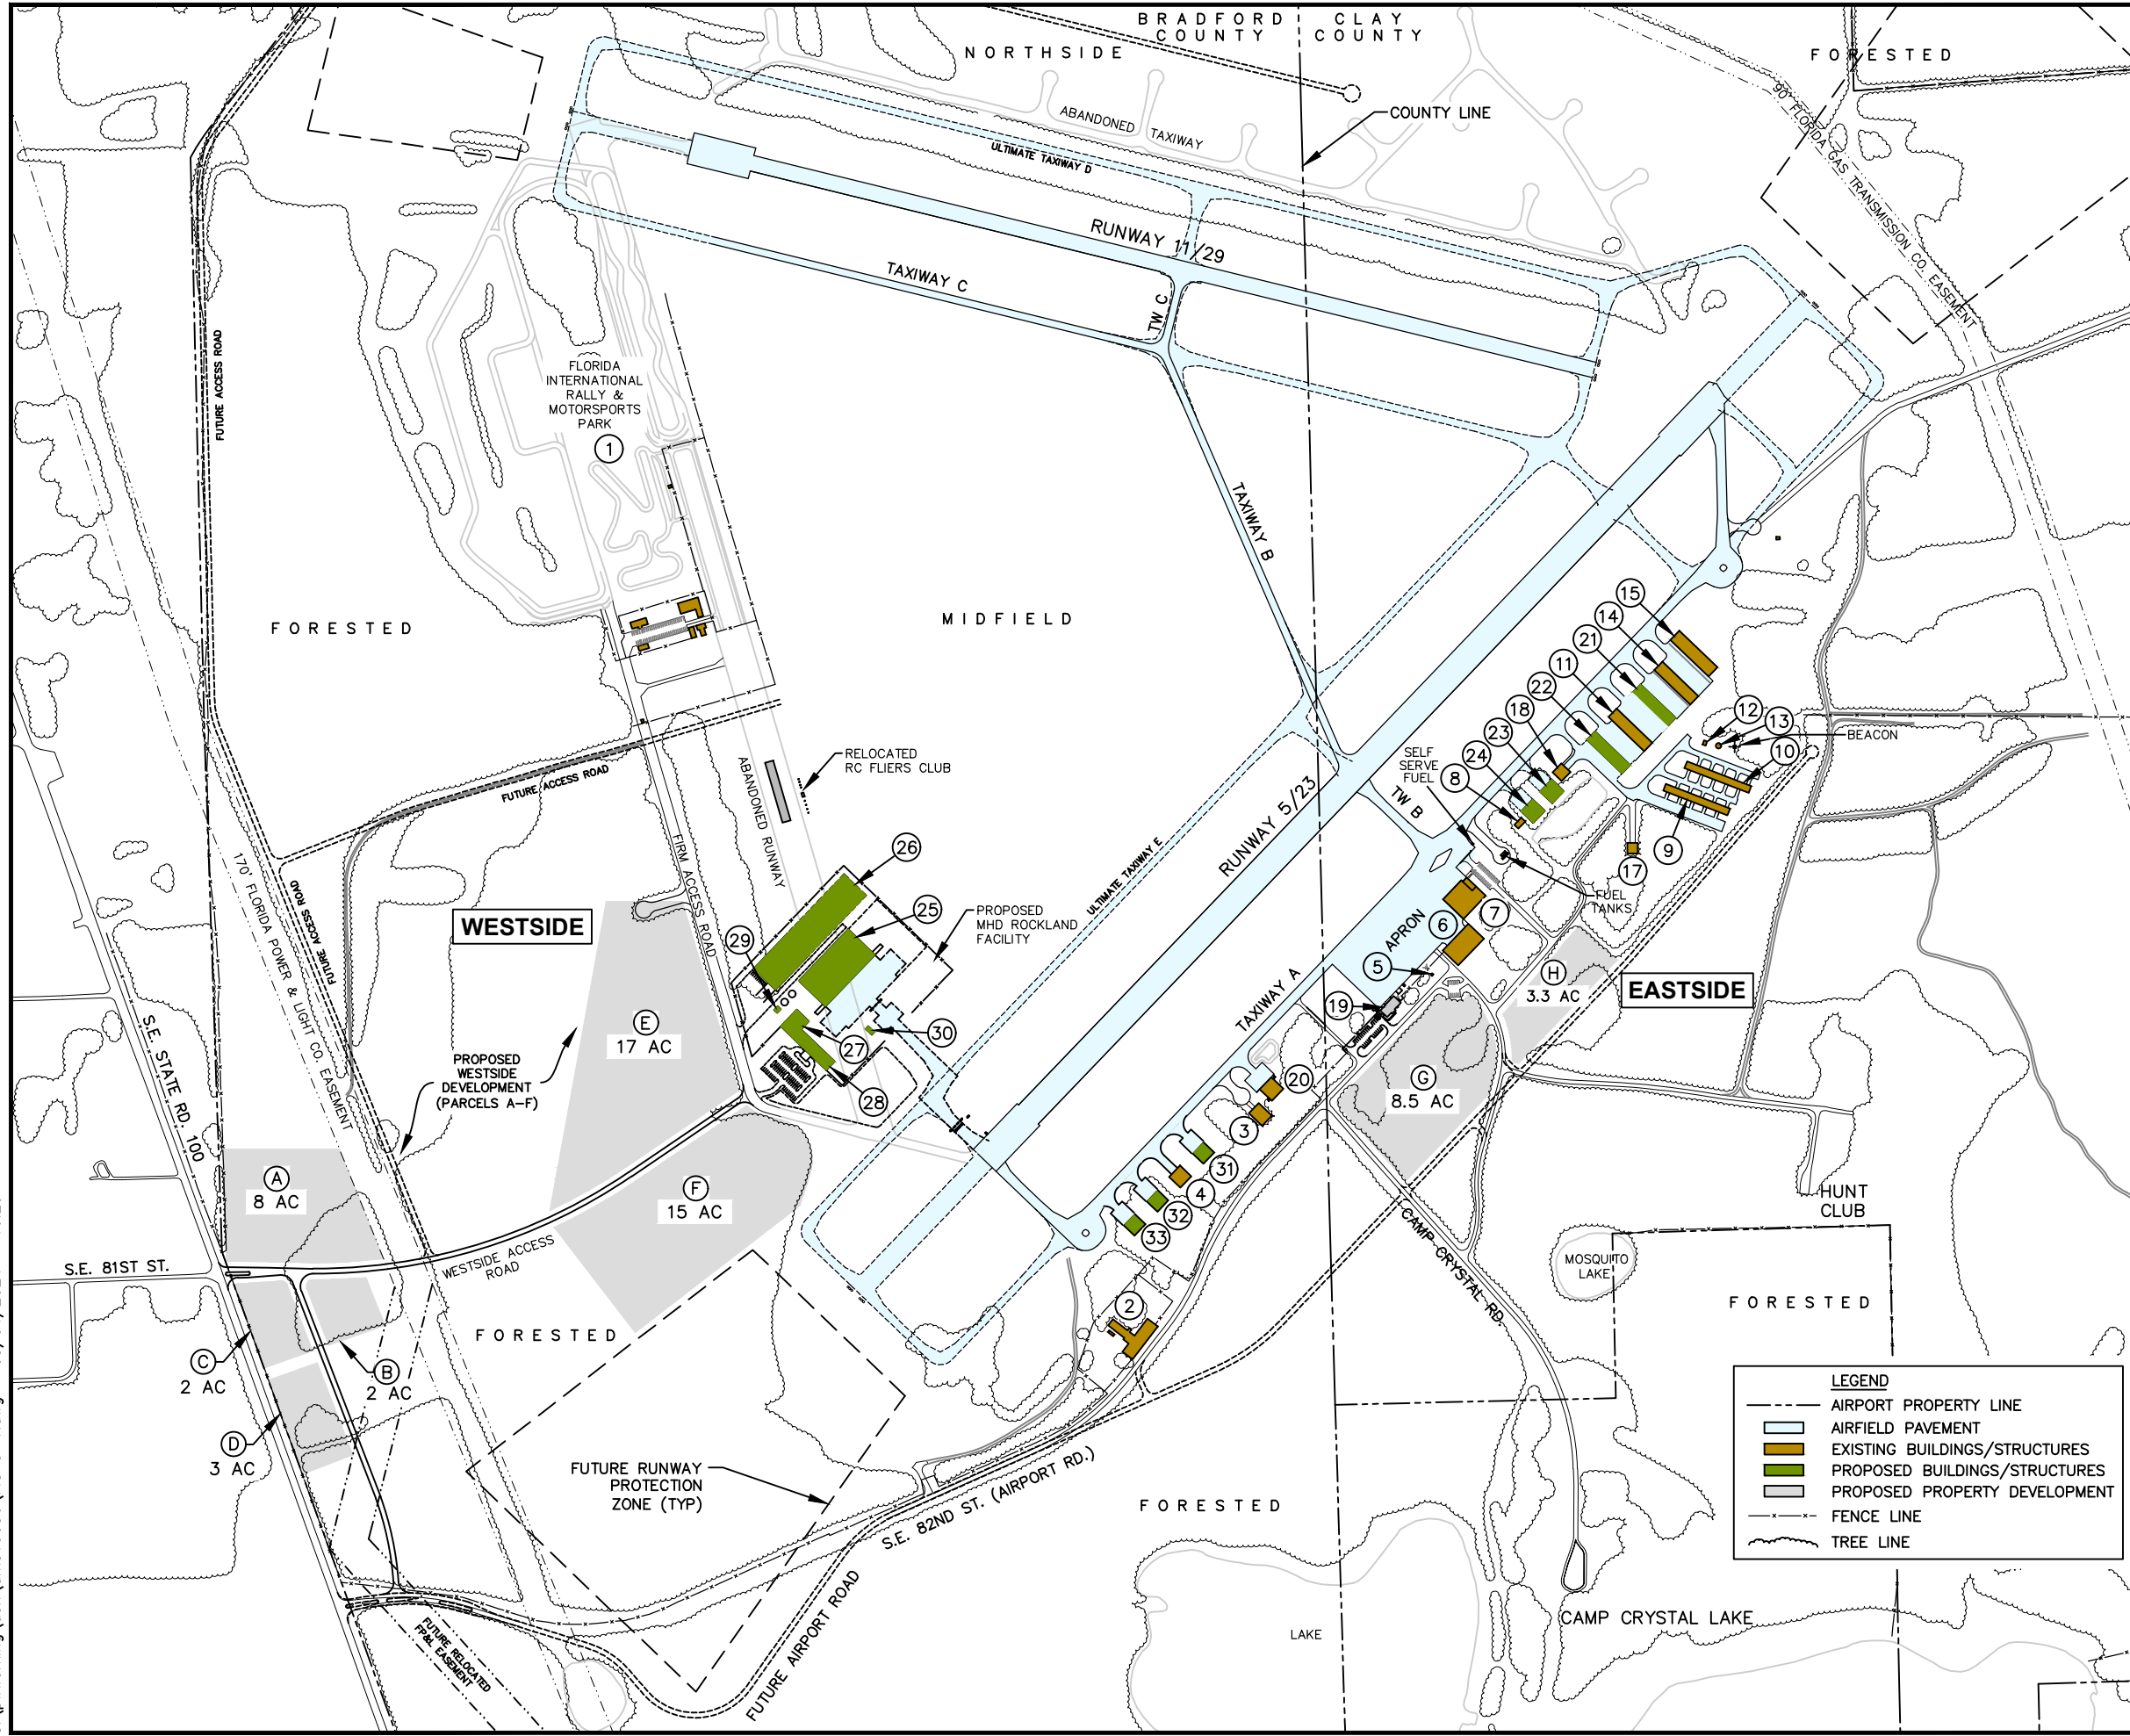 BRADFORD COUNTY
CLAY COUNTY
NORTHSIDE
FORESTED
COUNTY LINE
90' FLORIDA GAS TRANSMISSION CO. EASEMENT
ABANDONED TAXIWAY
ULTIMATE TAXIWAY D
RUNWAY 11/29
TAXIWAY C
TW C
FUTURE ACCESS ROAD
FLORIDA
INTERNATIONAL
RALLY &
MOTORSPORTS
PARK
1
TAXIWAY B
FORESTED
MIDFIELD
15
14
21
11
22
18
23
24
8
12
13
BEACON
10
9
17
SELF
SERVE
FUEL
TW B
FUEL
TANKS
RELOCATED
RC FLIERS CLUB
ABANDONED RUNWAY
FUTURE ACCESS ROAD
FIRM ACCESS ROAD
RUNWAY 5/23
ULTIMATE TAXIWAY E
26
25
PROPOSED
MHD ROCKLAND
FACILITY
29
30
27
28
WESTSIDE
170' FLORIDA POWER & LIGHT CO. EASEMENT
FUTURE ACCESS ROAD
FUTURE ACCESS ROAD
7
6
APRON
5
19
H
3.3 AC
EASTSIDE
TAXIWAY A
E
17 AC
PROPOSED
WESTSIDE
DEVELOPMENT
(PARCELS A-F)
S.E. STATE RD. 100
G
8.5 AC
20
3
31
4
32
33
A
8 AC
F
15 AC
HUNT
CLUB
CAMP CRYSTAL RD.
MOSQUITO
LAKE
FORESTED
S.E. 81ST ST.
WESTSIDE ACCESS
ROAD
2
FORESTED
C
2 AC
B
2 AC
D
3 AC
FUTURE RUNWAY
PROTECTION
ZONE (TYP)
S.E. 82ND ST. (AIRPORT RD.)
FORESTED
FUTURE AIRPORT ROAD
FUTURE RELOCATED
FP&L EASEMENT
LAKE
CAMP CRYSTAL LAKE
LEGEND
AIRPORT PROPERTY LINE
AIRFIELD PAVEMENT
EXISTING BUILDINGS/STRUCTURES
PROPOSED BUILDINGS/STRUCTURES
PROPOSED PROPERTY DEVELOPMENT
FENCE LINE
TREE LINE